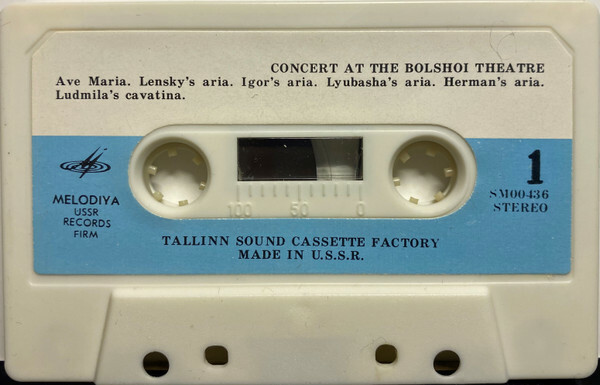 CONCERT AT THE BOLSHOI THEATRE
Ave Maria. Lensky's aria. Igor's aria. Lyubasha's aria. Herman's aria.
Ludmila's cavatina.
1
SM00436
STEREO
MELODIYA
USSR
RECORDS
FIRM
100 50 0
TALLINN SOUND CASSETTE FACTORY
MADE IN U.S.S.R.